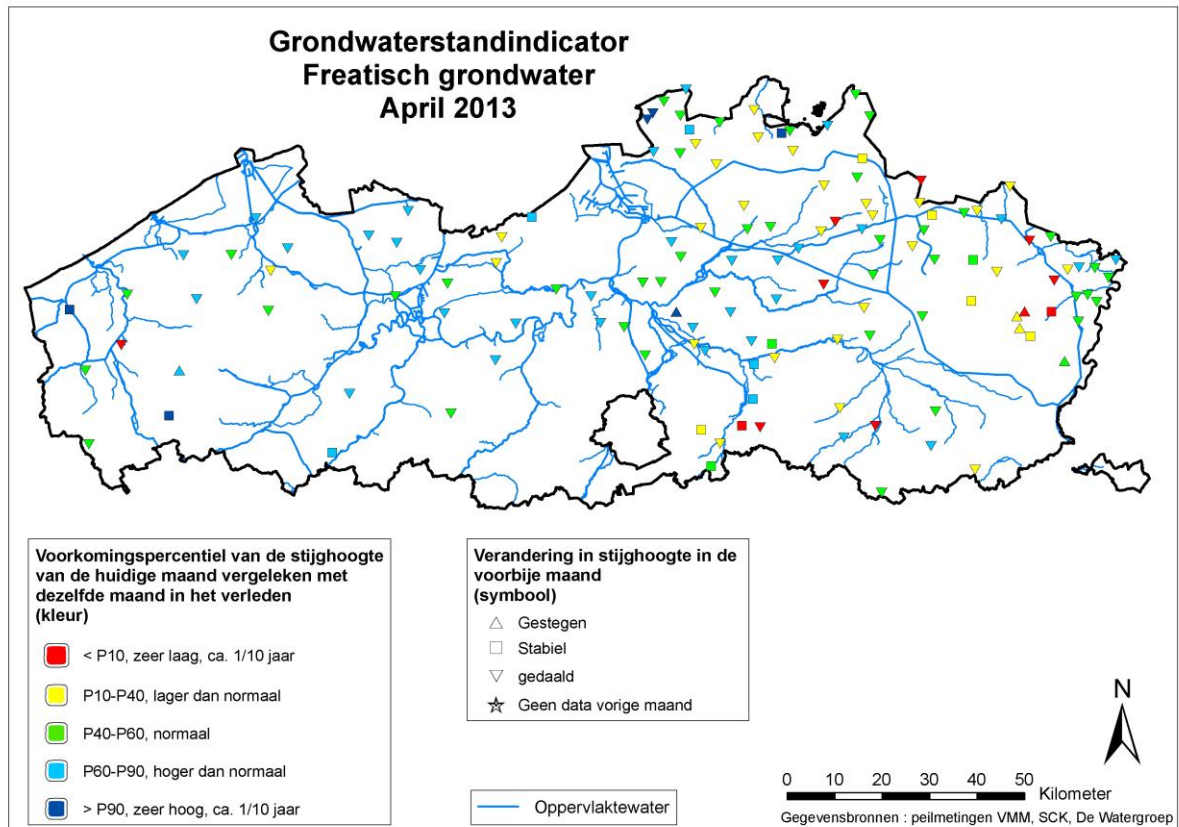 Grondwaterstandindicator
Freatisch grondwater
April 2013
Voorkomingspercentiel van de stijghoogte
van de huidige maand vergeleken met
dezelfde maand in het verleden
(kleur)
< P10, zeer laag, ca. 1/10 jaar
P10-P40, lager dan normaal
P40-P60, normaal
P60-P90, hoger dan normaal
> P90, zeer hoog, ca. 1/10 jaar
Verandering in stijghoogte in de
voorbije maand
(symbool)
Gestegen
Stabiel
gedaald
Geen data vorige maand
Oppervlaktewater
N
0 10 20 30 40 50
Kilometer
Gegevensbronnen : peilmetingen VMM, SCK, De Watergroep